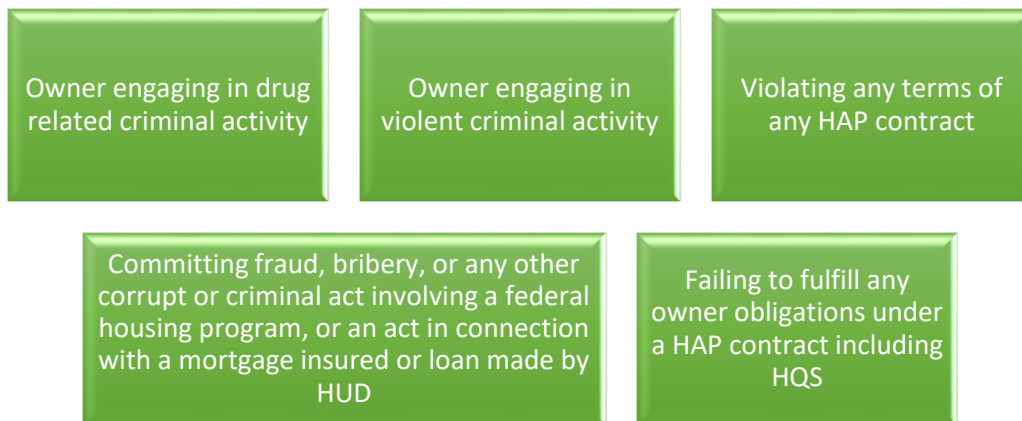 Owner engaging in drug
related criminal activity
Owner engaging in
violent criminal activity
Violating any terms of
any HAP contract
Committing fraud, bribery, or any other
corrupt or criminal act involving a federal
housing program, or an act in connection
with a mortgage insured or loan made by
HUD
Failing to fulfill any
owner obligations under
a HAP contract including
HQS